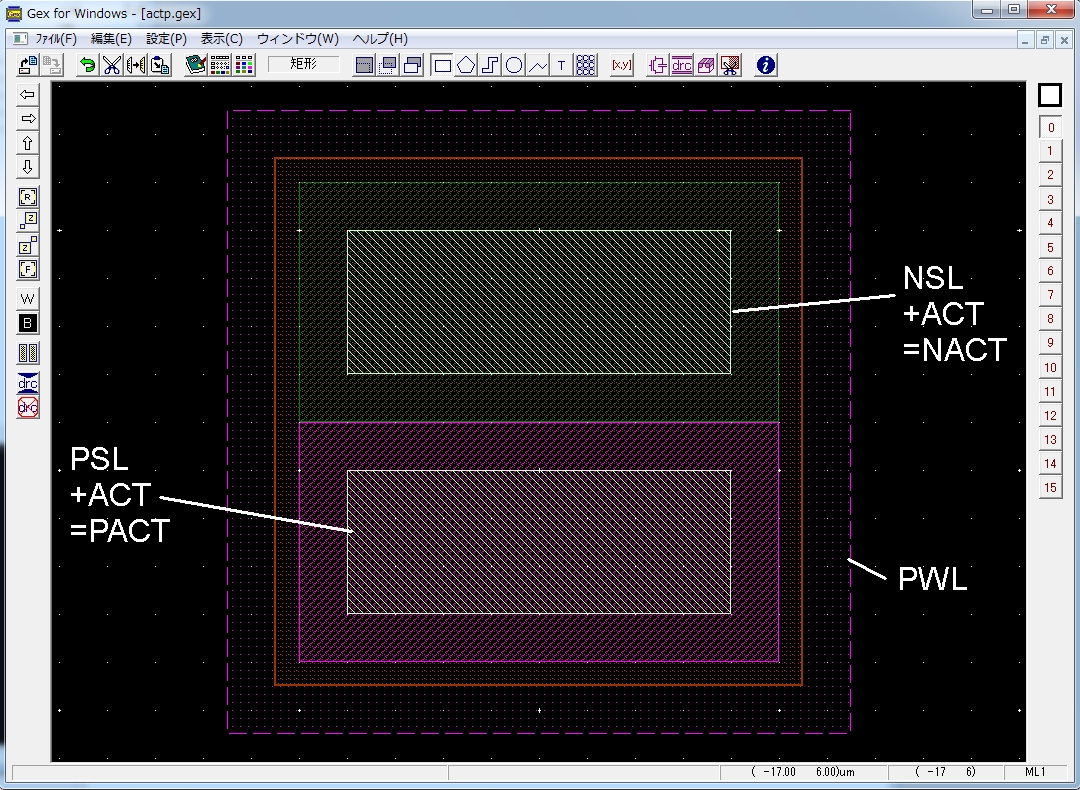 Gex for Windows - [actp.gex]
ファイル(F) 編集(E) 設定(P) 表示(C) ウィンドウ(W) ヘルプ(H)
矩形
T
[x,y]
drc
i
R
Z
Z
F
W
B
drc
drc
0
1
2
3
4
5
6
7
8
9
10
11
12
13
14
15
NSL
+ACT
=NACT
PSL
+ACT
=PACT
PWL
( -17.00 6.00)um ( -17 6) ML1